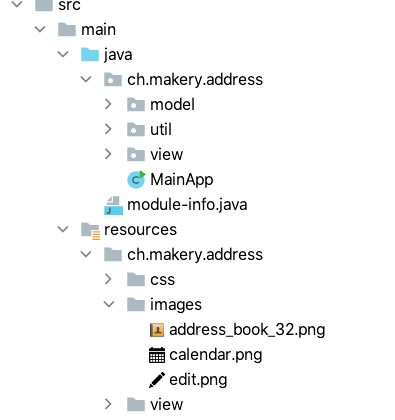 src
main
java
ch.makery.address
model
util
view
MainApp
module-info.java
resources
ch.makery.address
css
images
address_book_32.png
calendar.png
edit.png
view